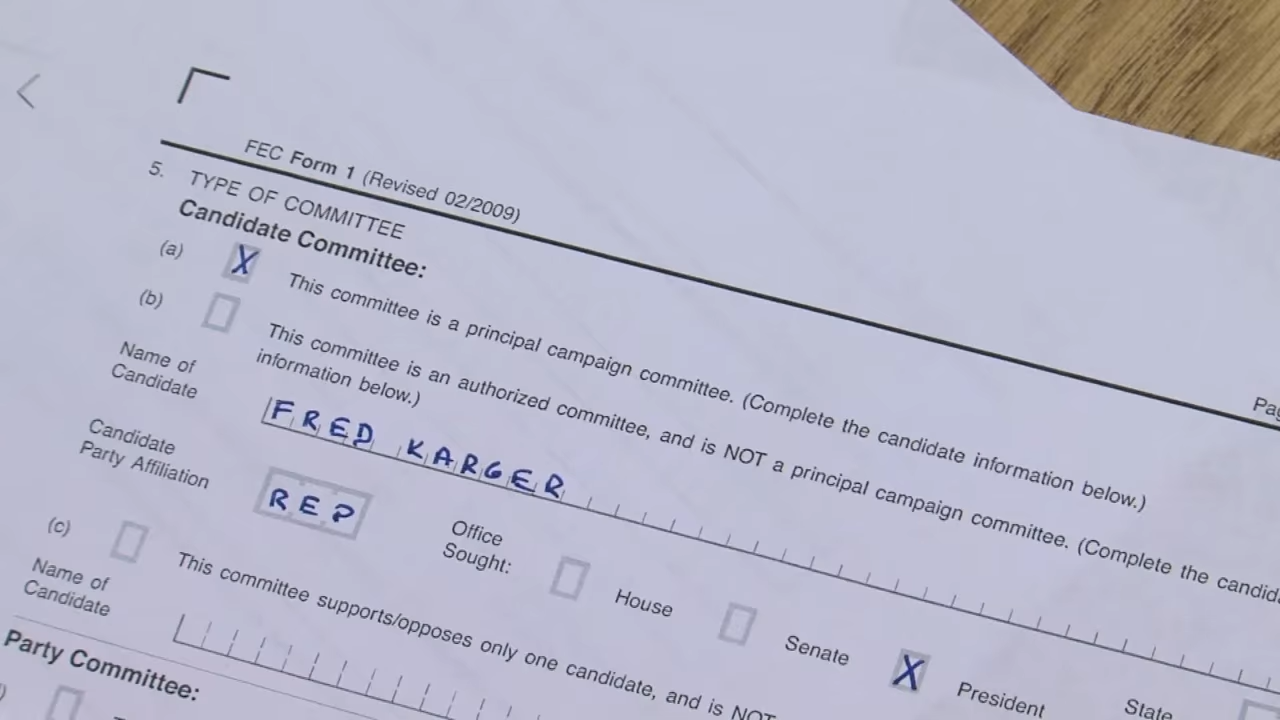 FEC Form 1 (Revised 02/2009)
5. TYPE OF COMMITTEE
Candidate Committee:
(a) X This committee is a principal campaign committee. (Complete the candidate information below.)
(b) This committee is an authorized committee, and is NOT a principal campaign committee. (Complete the
information below.)
Name of
Candidate
FRED KARGER
Candidate
Party Affiliation
REP
Office
Sought:
House
Senate
X President
State
(c) This committee supports/opposes only one candidate, and is NOT
Name of
Candidate
Party Committee: